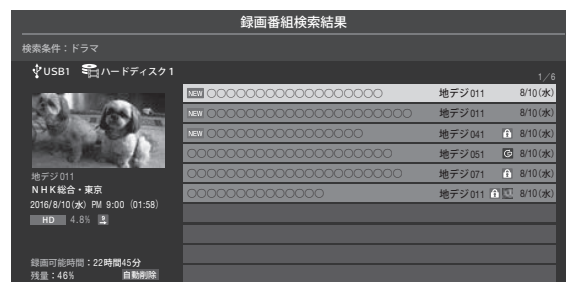 録画番組検索結果
検索条件：ドラマ
USB1 ハードディスク1
1／6
NEW ○○○○○○○○○○○○○○○○○○ 地デジ011 8/10(水)
NEW ○○○○○○○○○○○○○○○○○○○○○ 地デジ011 8/10(水)
NEW ○○○○○○○○○○○○○○○○ 地デジ041 8/10(水)
○○○○○○○○○○○○○○○○○○○○○ 地デジ051 G 8/10(水)
○○○○○○○○○○○○○○○○○○○○○○ 地デジ071 8/10(水)
○○○○○○○○○○○○○○ 地デジ011 8/10(水)
地デジ011
NHK総合・東京
2016/8/10(水) PM 9:00 (01:58)
HD 4.8%
録画可能時間：22時間45分
残量：46% 自動削除